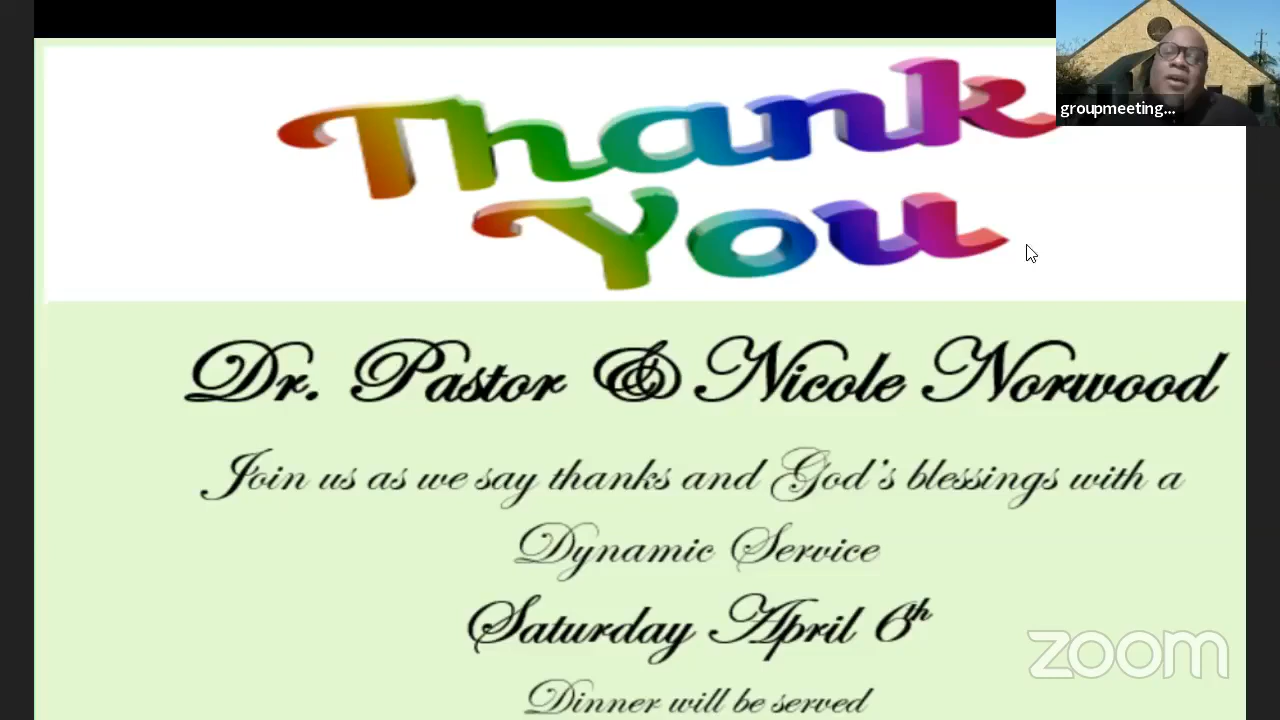 Thank
You
groupmeeting...
Dr. Pastor & Nicole Norwood
Join us as we say thanks and God's blessings with a
Dynamic Service
Saturday April 6th
zoom
Dinner will be served